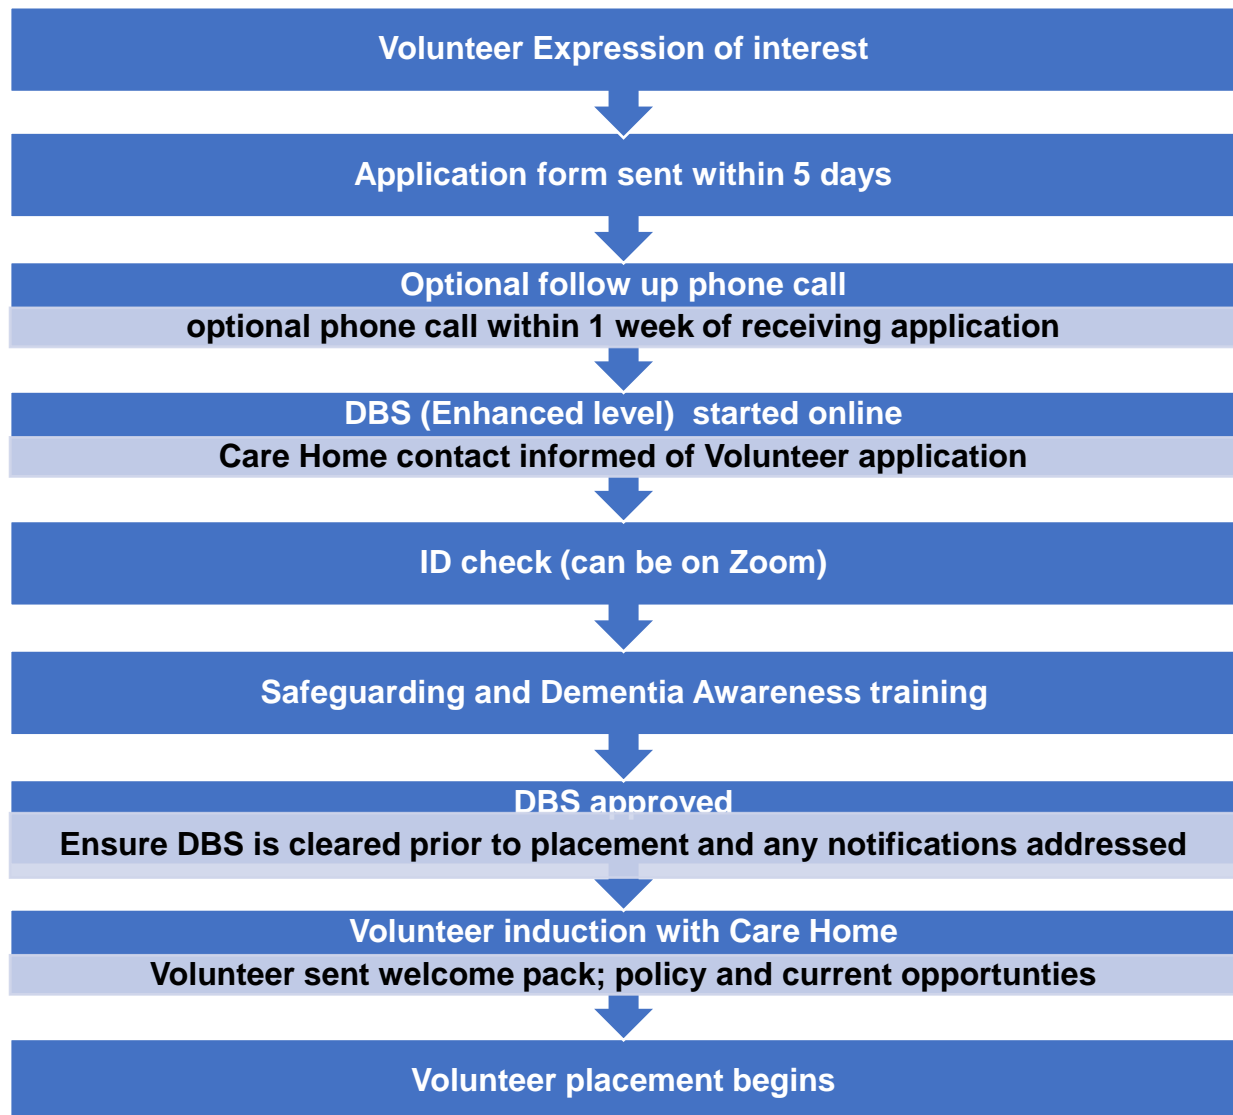 Volunteer Expression of interest
Application form sent within 5 days
Optional follow up phone call
optional phone call within 1 week of receiving application
DBS (Enhanced level) started online
Care Home contact informed of Volunteer application
ID check (can be on Zoom)
Safeguarding and Dementia Awareness training
DBS approved
Ensure DBS is cleared prior to placement and any notifications addressed
Volunteer induction with Care Home
Volunteer sent welcome pack; policy and current opportunties
Volunteer placement begins